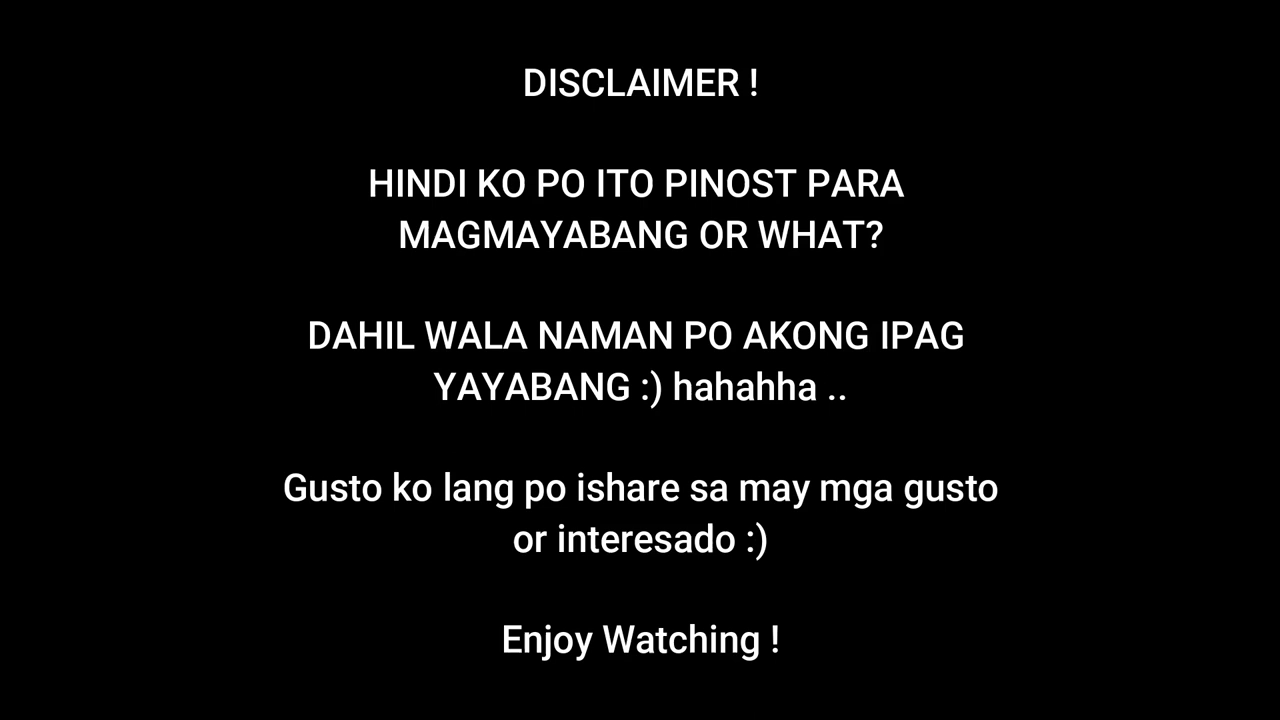 DISCLAIMER !
HINDI KO PO ITO PINOST PARA
MAGMAYABANG OR WHAT?
DAHIL WALA NAMAN PO AKONG IPAG
YAYABANG :) hahahha ..
Gusto ko lang po ishare sa may mga gusto
or interesado :)
Enjoy Watching !